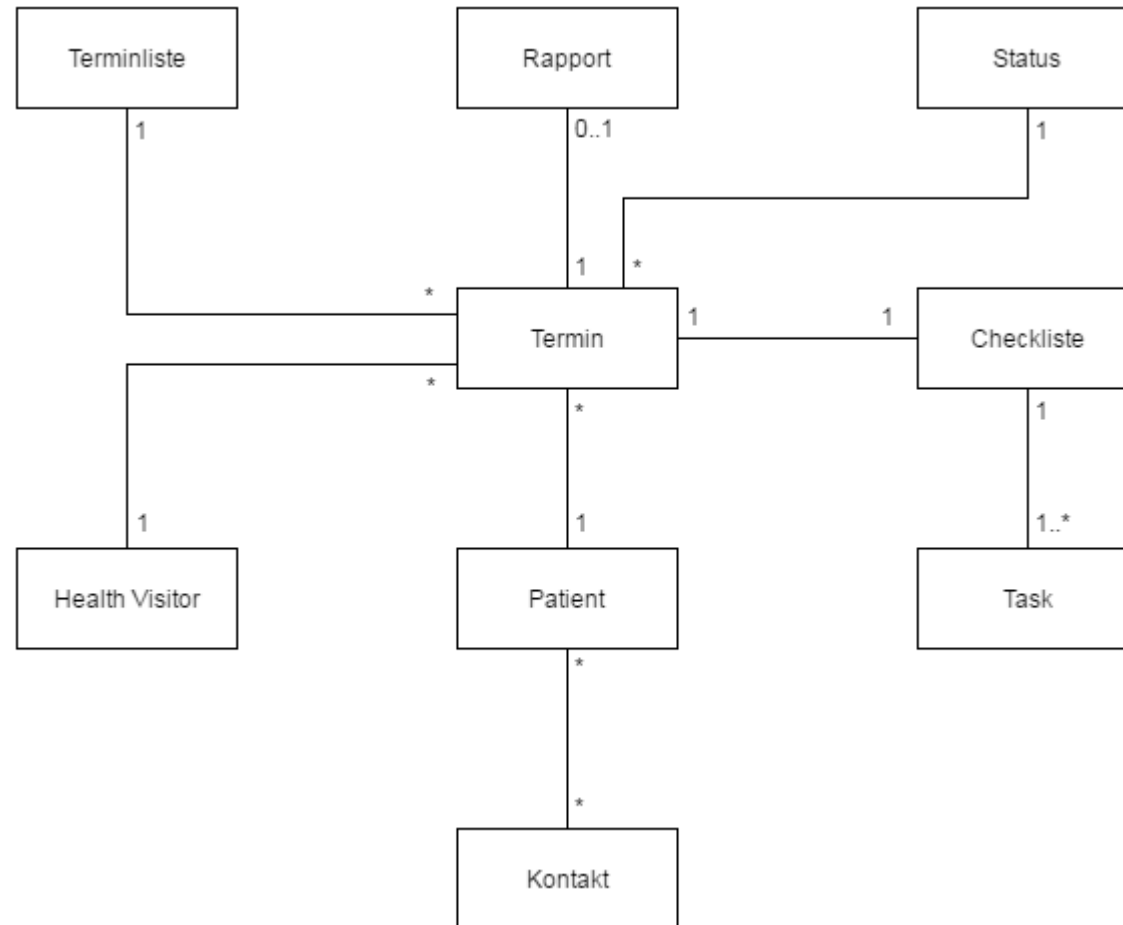 Terminliste
Rapport
Status
1
0..1
1
*
1
*
Termin
1
1
Checkliste
*
*
1
1
1
1..*
Health Visitor
Patient
Task
*
*
Kontakt